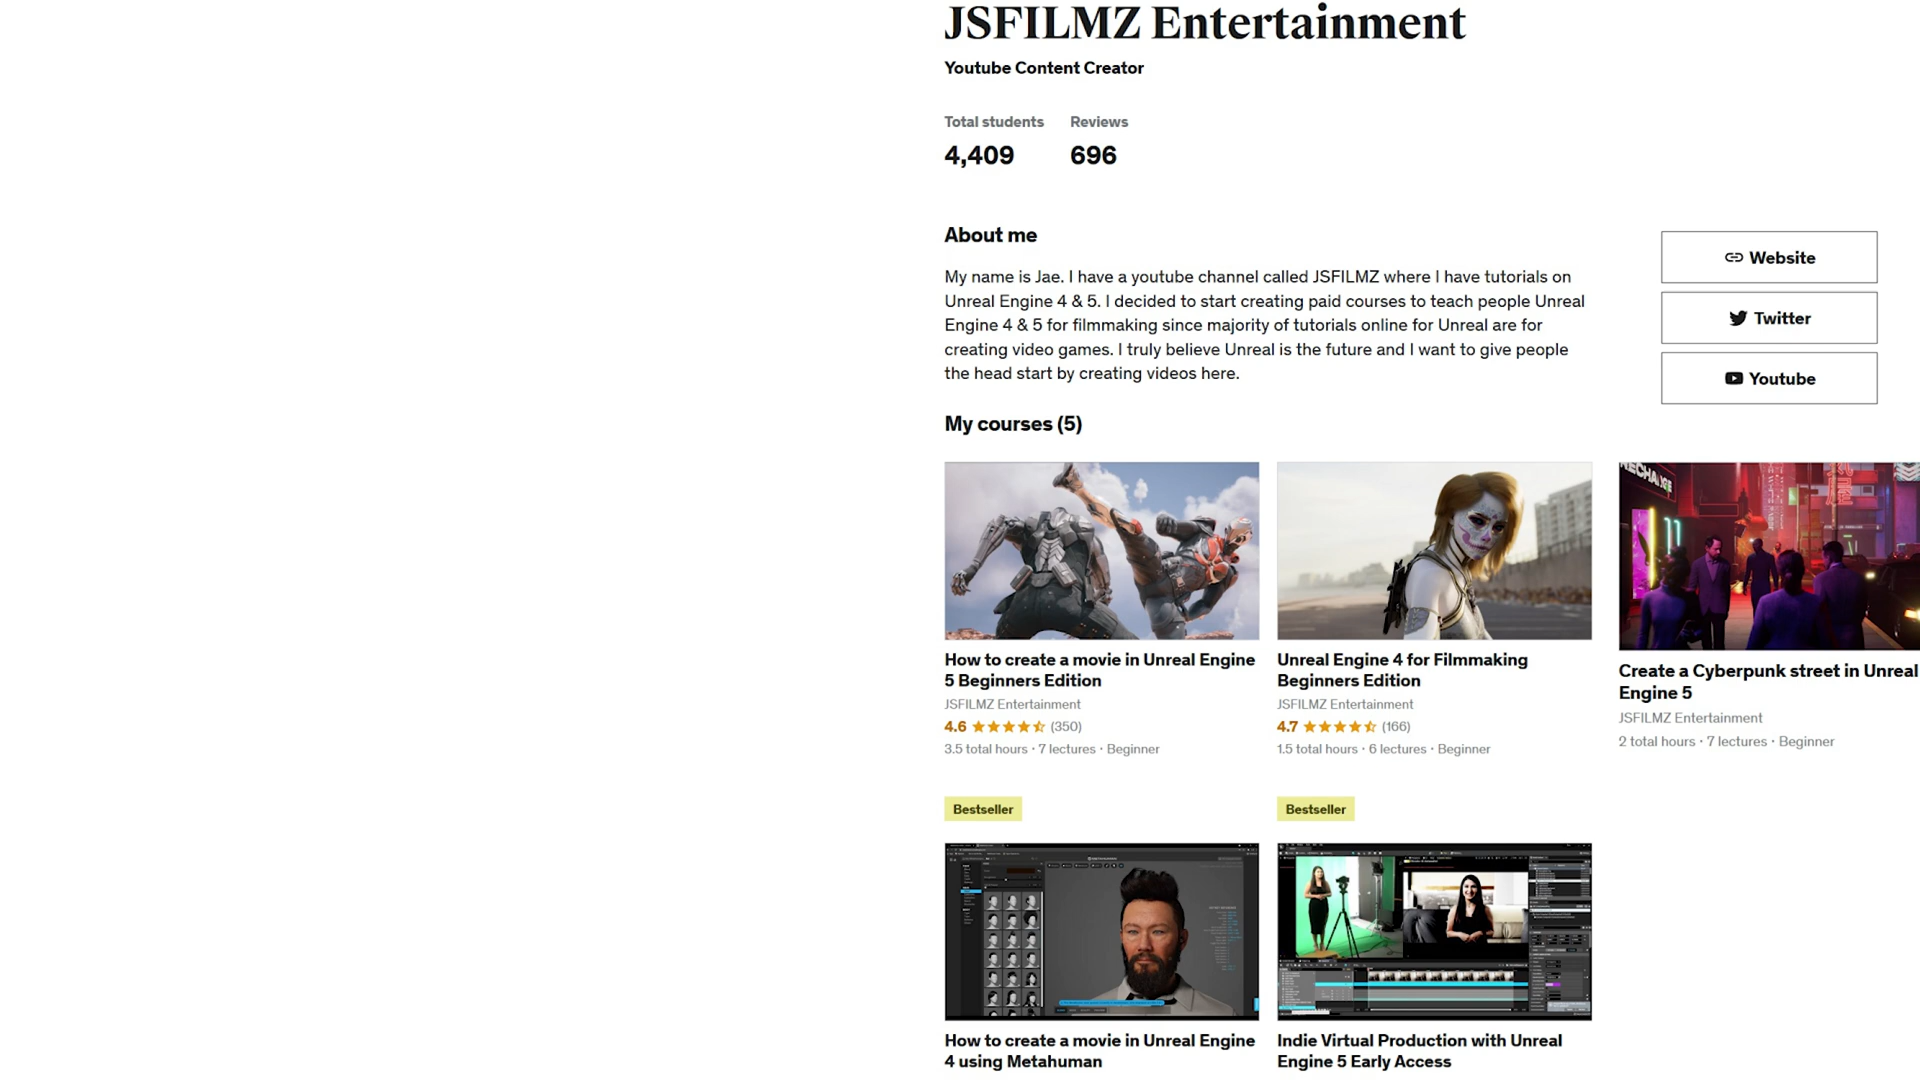 JSFILMZ Entertainment
Youtube Content Creator
Total students
Reviews
4,409
696
About me
My name is Jae. I have a youtube channel called JSFILMZ where I have tutorials on
Unreal Engine 4 & 5. I decided to start creating paid courses to teach people Unreal
Engine 4 & 5 for filmmaking since majority of tutorials online for Unreal are for
creating video games. I truly believe Unreal is the future and I want to give people
the head start by creating videos here.
Website
Twitter
Youtube
My courses (5)
How to create a movie in Unreal Engine
5 Beginners Edition
JSFILMZ Entertainment
4.6 (350)
3.5 total hours · 7 lectures · Beginner
Bestseller
Unreal Engine 4 for Filmmaking
Beginners Edition
JSFILMZ Entertainment
4.7 (166)
1.5 total hours · 6 lectures · Beginner
Bestseller
Create a Cyberpunk street in Unreal
Engine 5
JSFILMZ Entertainment
2 total hours · 7 lectures · Beginner
How to create a movie in Unreal Engine
4 using Metahuman
Indie Virtual Production with Unreal
Engine 5 Early Access